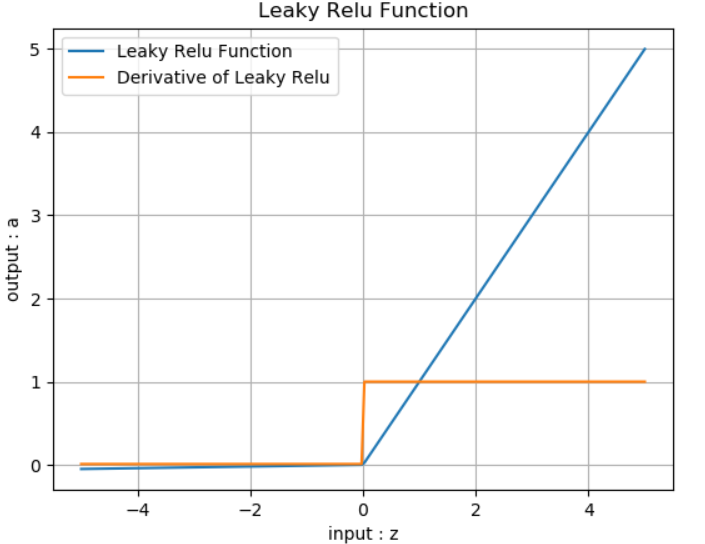 Leaky Relu Function
Leaky Relu Function
Derivative of Leaky Relu
output : a
5
4
3
2
1
0
−4
−2
0
2
4
input : z